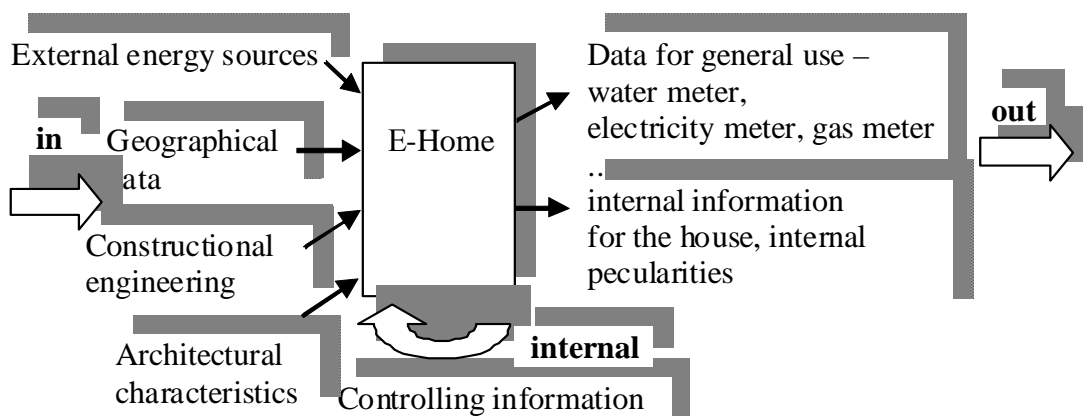 External energy sources
in
Geographical
ata
Constructional
engineering
Architectural
characteristics
E-Home
Data for general use –
water meter,
electricity meter, gas meter
..
internal information
for the house, internal
pecularities
out
internal
Controlling information